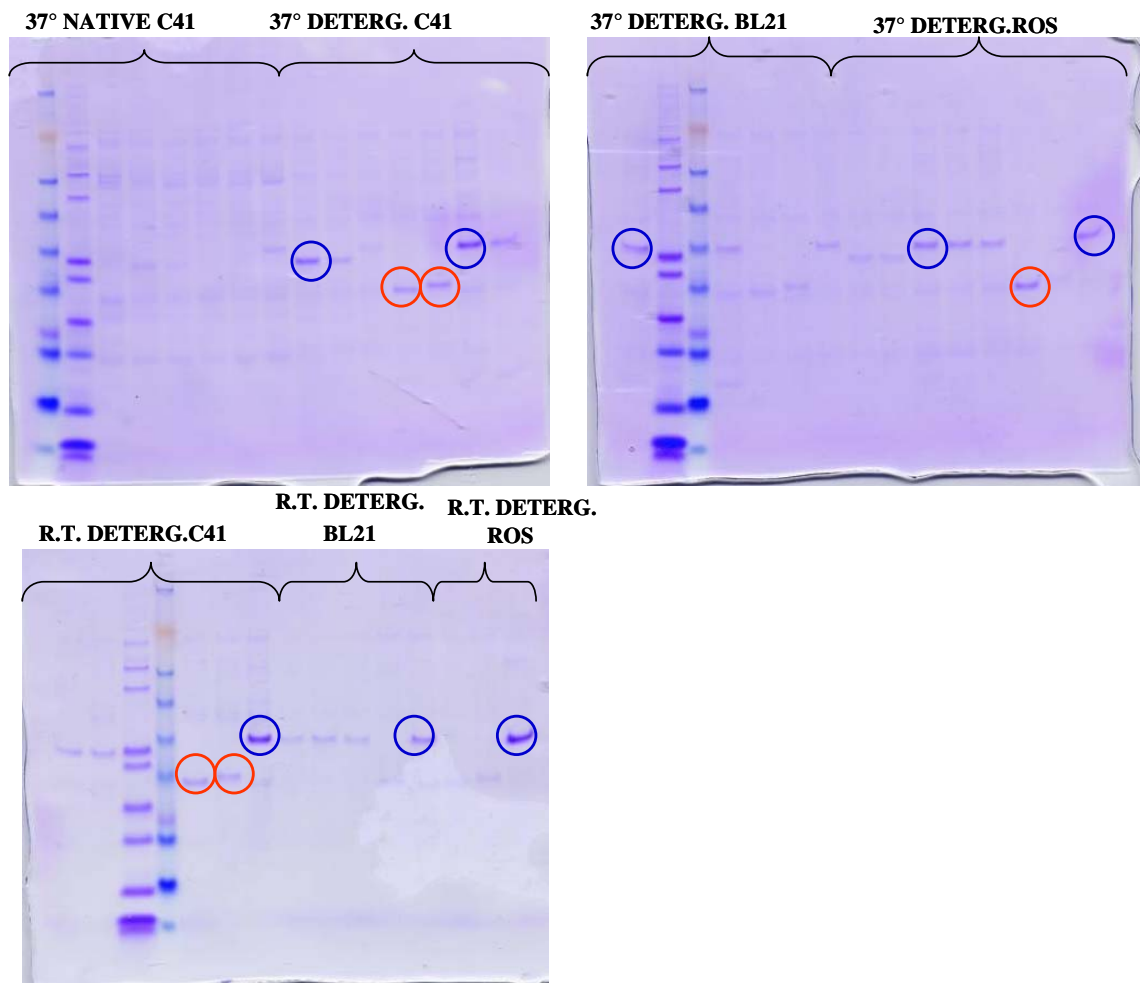 37° NATIVE C41
37° DETERG. C41
37° DETERG. BL21
37° DETERG.ROS
R.T. DETERG.C41
R.T. DETERG.
BL21
R.T. DETERG.
ROS